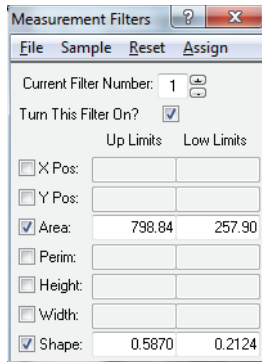 Measurement Filters ? X
File Sample Reset Assign
Current Filter Number: 1
Turn This Filter On?
Up Limits Low Limits
X Pos:
Y Pos:
Area: 798.84 257.90
Perim:
Height:
Width:
Shape: 0.5870 0.2124